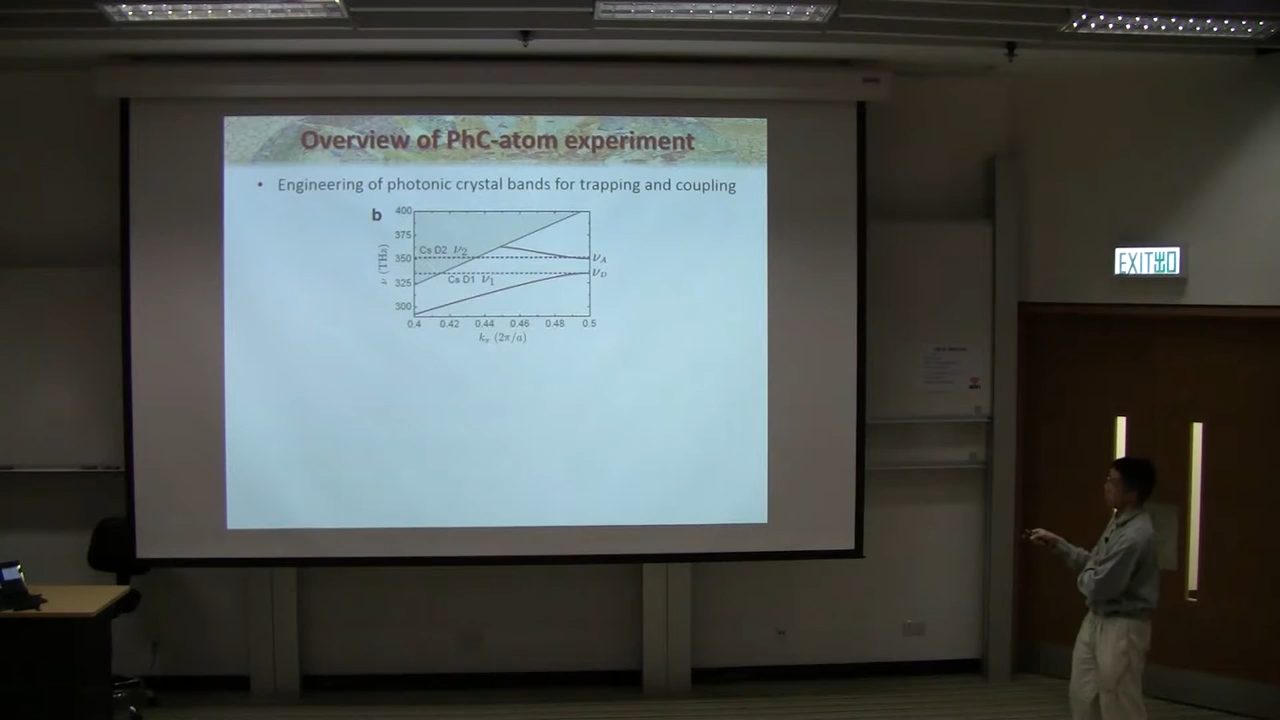 Overview of PhC-atom experiment
• Engineering of photonic crystal bands for trapping and coupling
b
400
375
350
325
300
ν (THz)
Cs D2 ν₂
Cs D1 ν₁
ν_A
ν_D
0.4 0.42 0.44 0.46 0.48 0.5
kₓ (2π/a)
EXIT出口